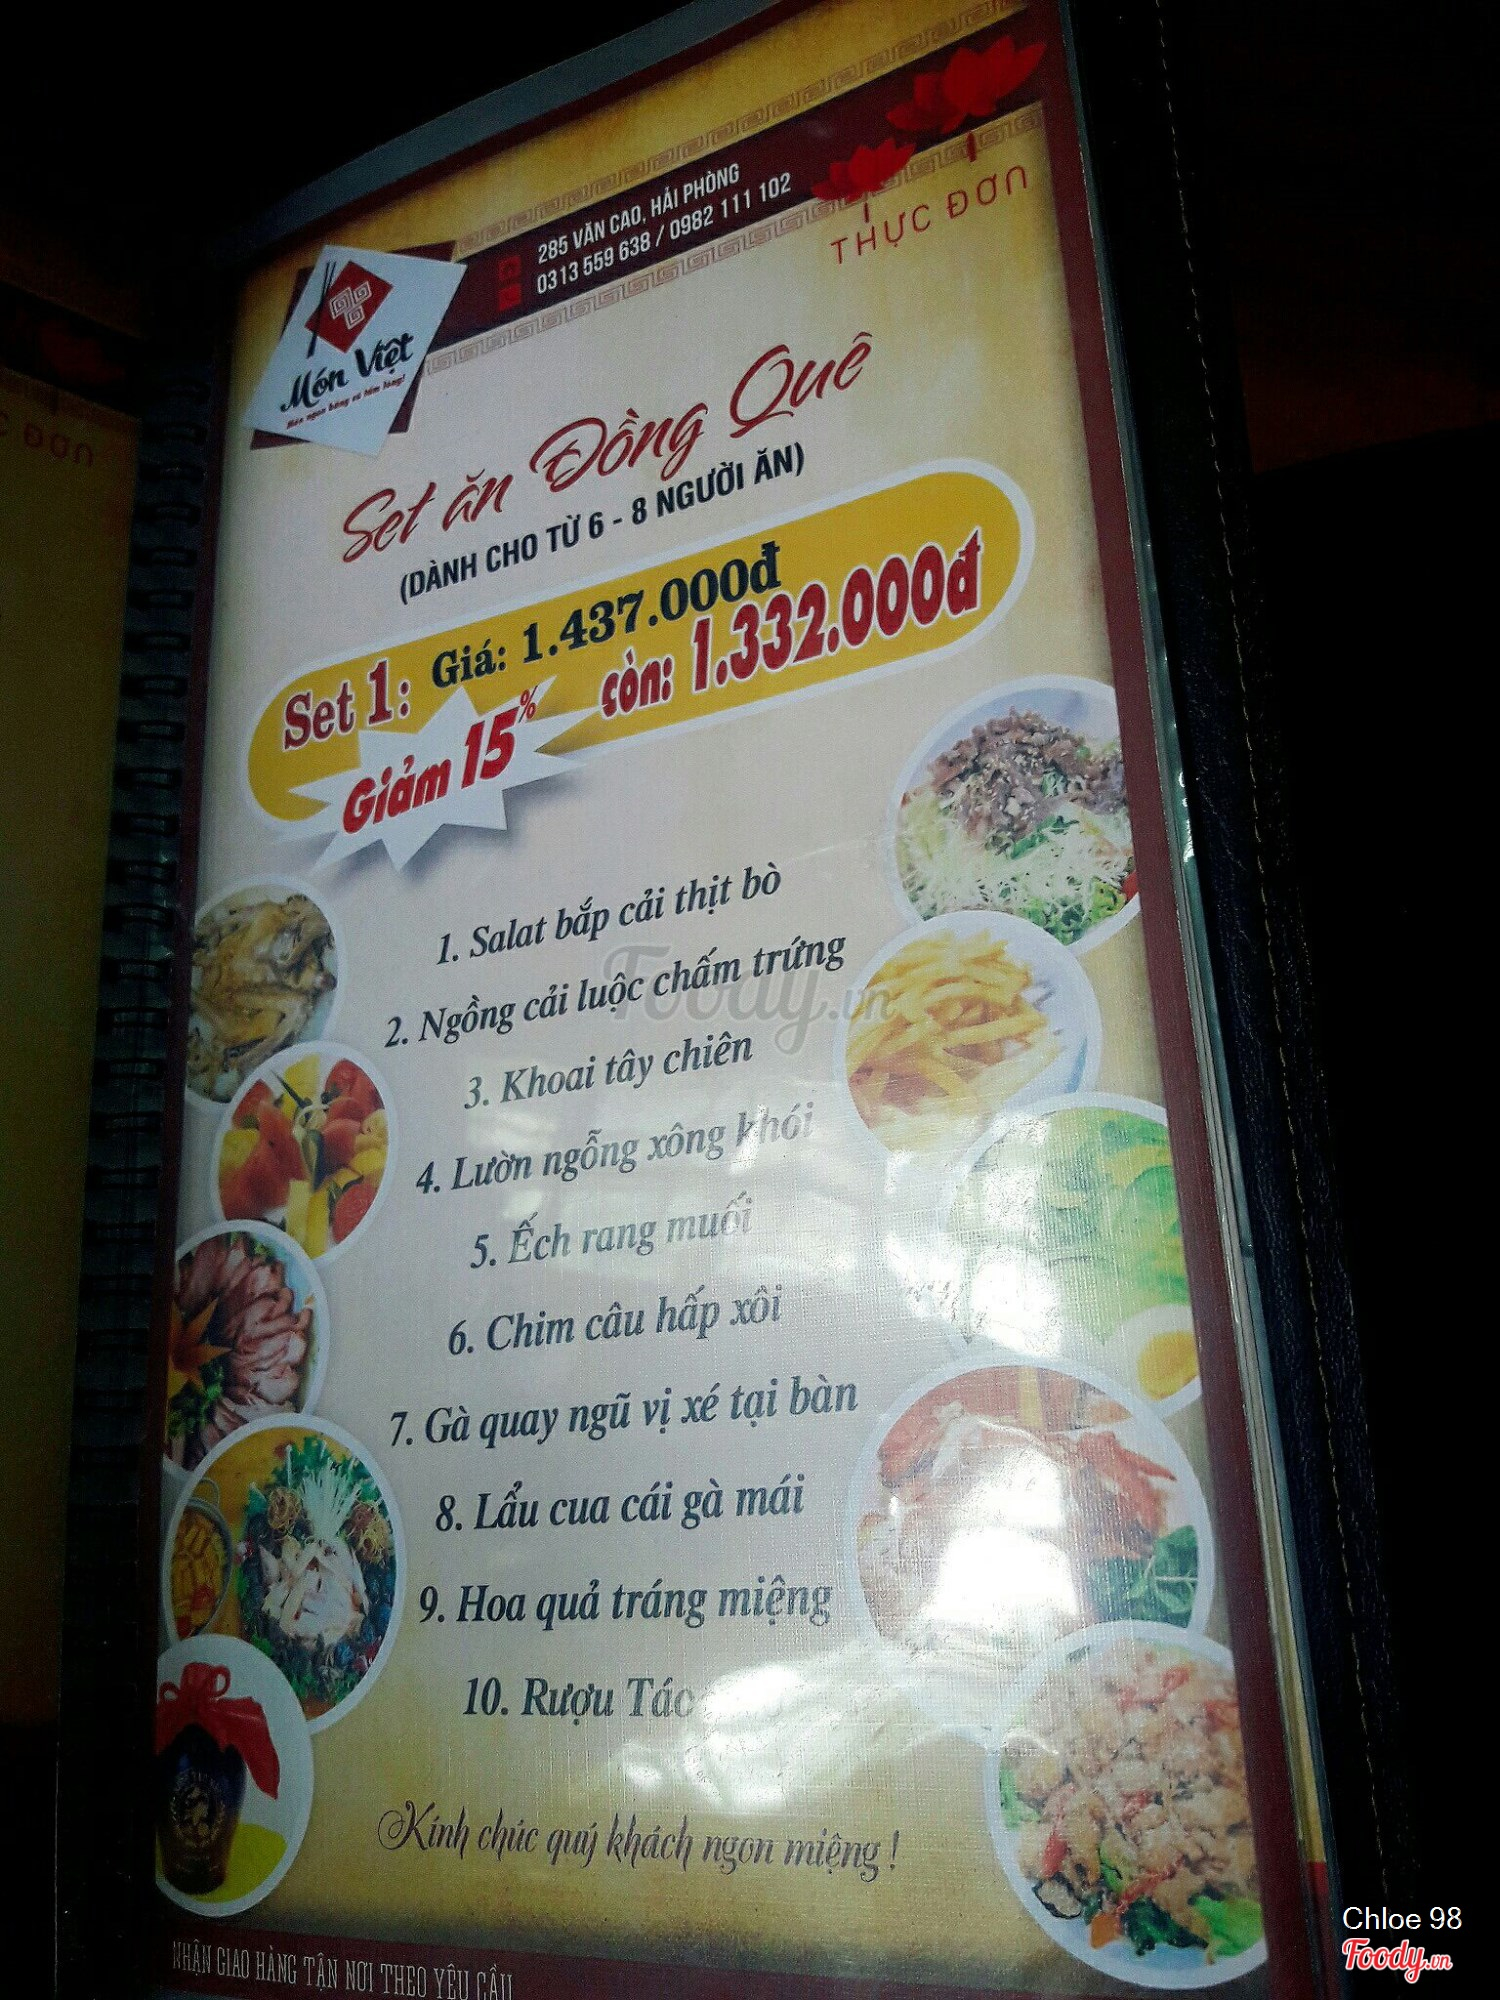 285 VĂN CAO, HẢI PHÒNG
0313 559 638 / 0982 111 102
THỰC ĐƠN
Món Việt
Set ăn Đồng Quê
(DÀNH CHO TỪ 6 - 8 NGƯỜI ĂN)
Set 1: Giá: 1.437.000đ
Giảm 15% còn: 1.332.000đ
1. Salat bắp cải thịt bò
2. Ngồng cải luộc chấm trứng
3. Khoai tây chiên
4. Lườn ngỗng xông khói
5. Ếch rang muối
6. Chim câu hấp xôi
7. Gà quay ngũ vị xé tại bàn
8. Lẩu cua cái gà mái
9. Hoa quả tráng miệng
10. Rượu Tác
Kính chúc quý khách ngon miệng !
NHẬN GIAO HÀNG TẬN NƠI THEO YÊU CẦU
Foody.vn
Chloe 98
Foody.vn